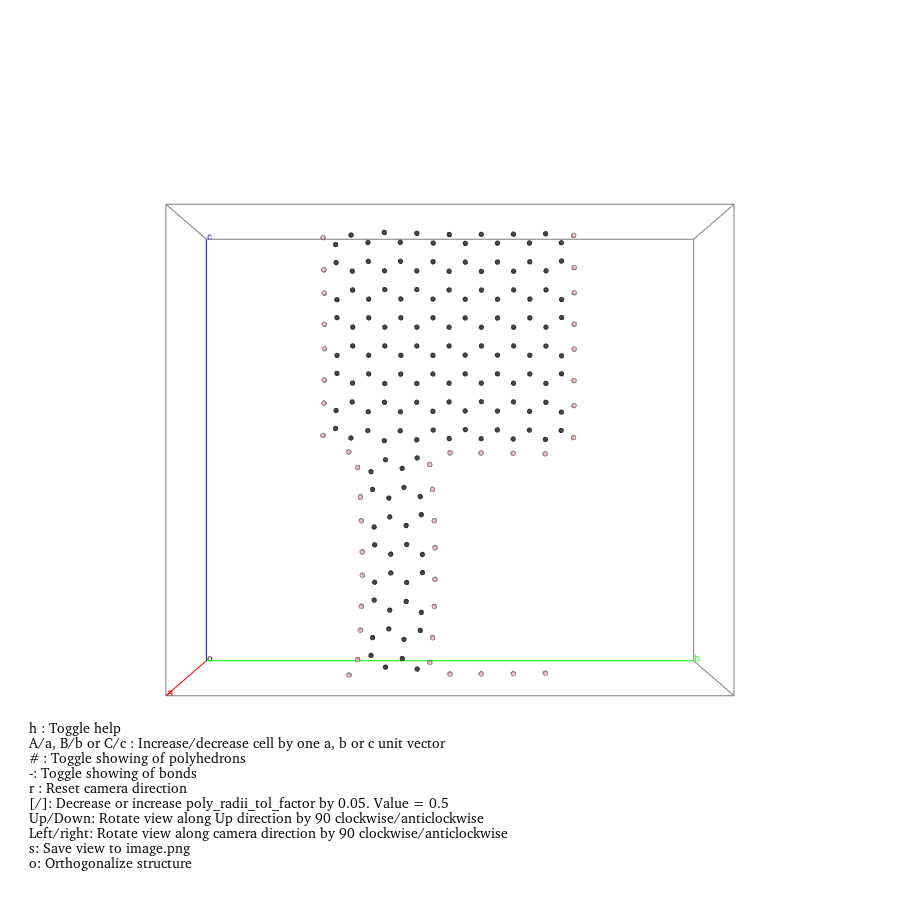 c
o
b
a
h : Toggle help
A/a, B/b or C/c : Increase/decrease cell by one a, b or c unit vector
# : Toggle showing of polyhedrons
-: Toggle showing of bonds
r : Reset camera direction
[/]: Decrease or increase poly_radii_tol_factor by 0.05. Value = 0.5
Up/Down: Rotate view along Up direction by 90 clockwise/anticlockwise
Left/right: Rotate view along camera direction by 90 clockwise/anticlockwise
s: Save view to image.png
o: Orthogonalize structure